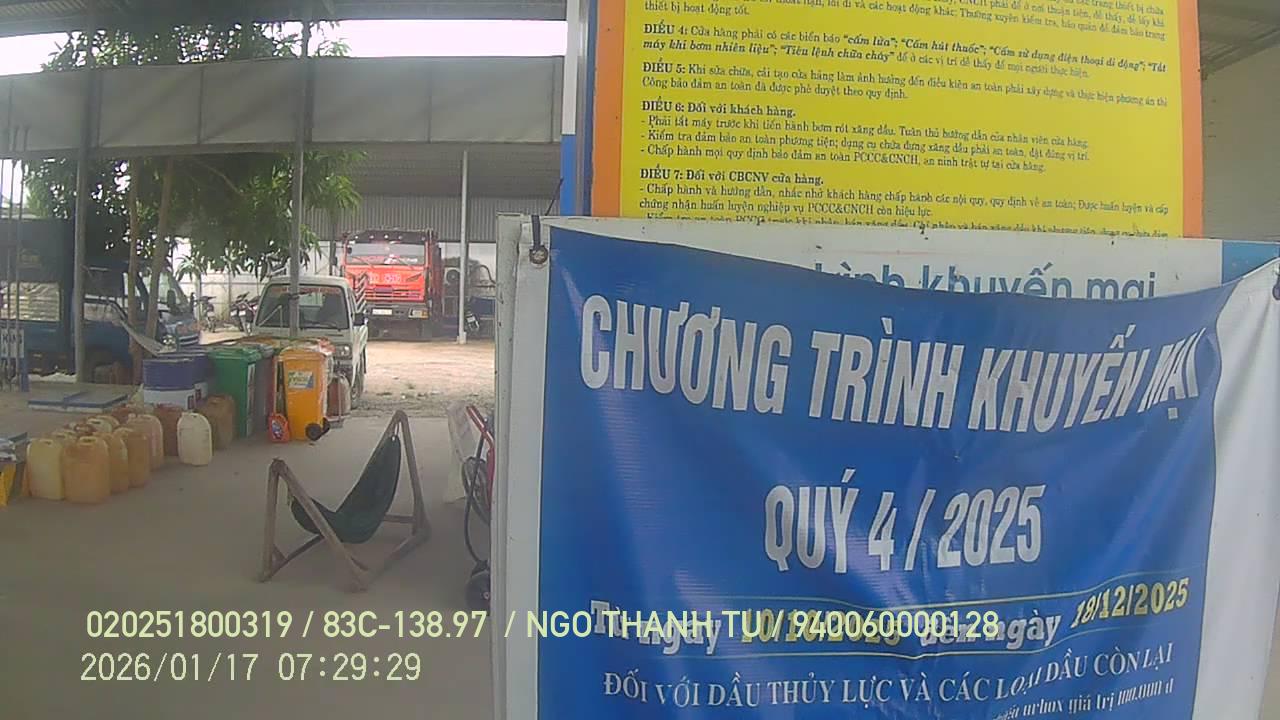 thiết bị hoạt động tốt.
ĐIỀU 4: Cửa hàng phải có các biển báo “cấm lửa”; “Cấm hút thuốc”; “Cấm sử dụng điện thoại di động”; “Tắt
máy khi bơm nhiên liệu”; “Tiêu lệnh chữa cháy” để ở các vị trí dễ thấy để mọi người thực hiện.
ĐIỀU 5: Khi sửa chữa, cải tạo cửa hàng làm ảnh hưởng đến điều kiện an toàn phải xây dựng và thực hiện phương án thi
Công bảo đảm an toàn đã được phê duyệt theo quy định.
ĐIỀU 6: Đối với khách hàng.
- Phải tắt máy trước khi tiến hành bơm rót xăng dầu. Tuân thủ hướng dẫn của nhân viên cửa hàng.
- Kiểm tra đảm bảo an toàn phương tiện; dụng cụ chứa đựng xăng dầu phải an toàn, đặt đúng vị trí.
- Chấp hành mọi quy định bảo đảm an toàn PCCC&CNCH, an ninh trật tự tại cửa hàng.
ĐIỀU 7: Đối với CBCNV cửa hàng.
- Chấp hành và hướng dẫn, nhắc nhở khách hàng chấp hành các nội quy, quy định về an toàn; Được huấn luyện và cấp
chứng nhận huấn luyện nghiệp vụ PCCC&CNCH còn hiệu lực.
khuyến mại
CHƯƠNG TRÌNH KHUYẾN MẠI
QUÝ 4 / 2025
Từ ngày 10/10/2025 đến ngày 18/12/2025
ĐỐI VỚI DẦU THỦY LỰC VÀ CÁC LOẠI DẦU CÒN LẠI
urbox giá trị
020251800319 / 83C-138.97 / NGO THANH TU / 942060000128
2026/01/17 07:29:29